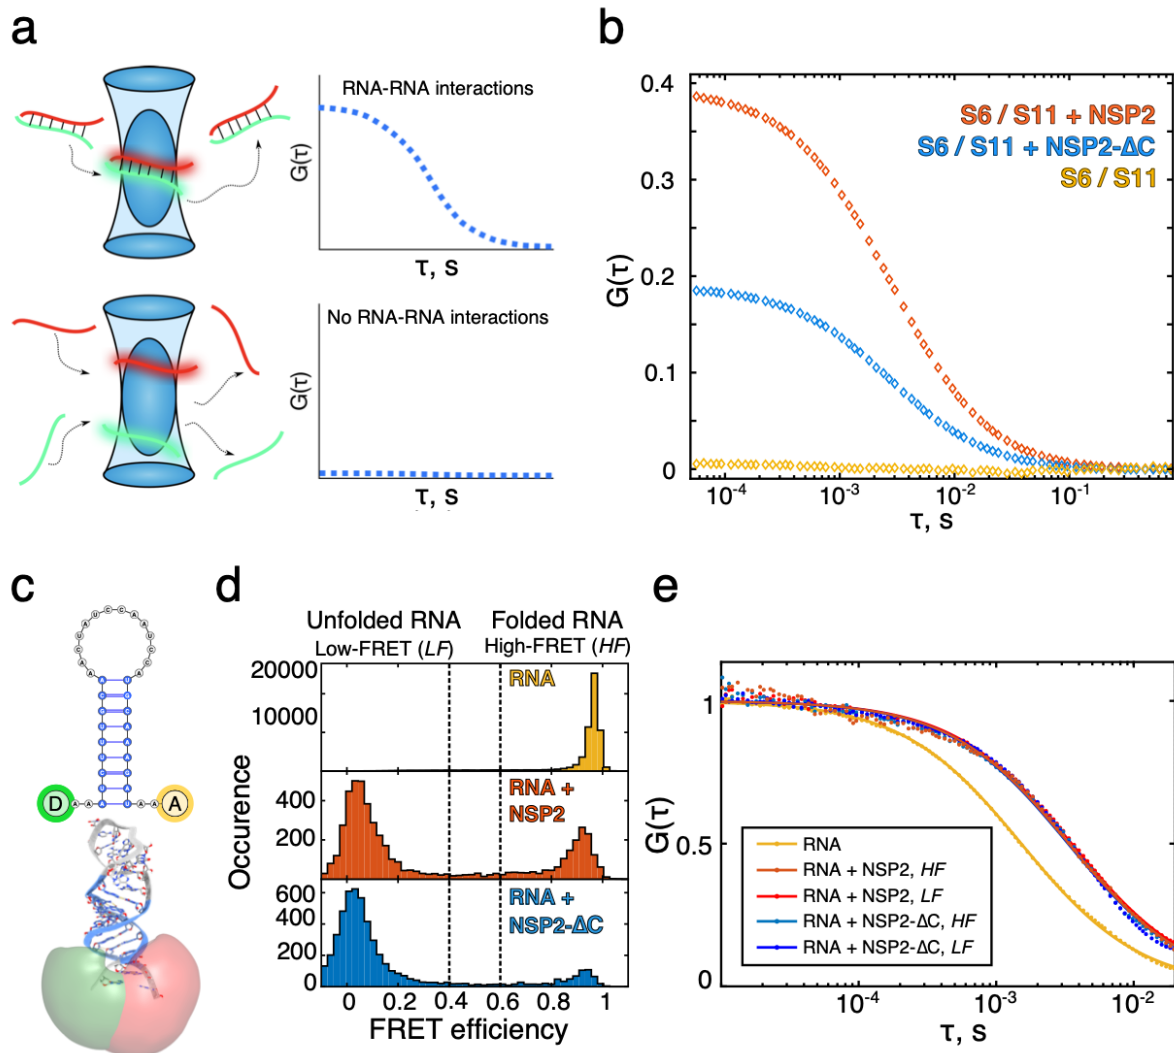 a
RNA-RNA interactions
G(τ)
τ, s
No RNA-RNA interactions
G(τ)
τ, s
b
S6 / S11 + NSP2
S6 / S11 + NSP2-ΔC
S6 / S11
0.4
0.3
0.2
0.1
0
G(τ)
10⁻⁴ 10⁻³ 10⁻² 10⁻¹
τ, s
c
D
A
d
Unfolded RNA Folded RNA
Low-FRET (LF) High-FRET (HF)
20000
10000
RNA
400
200
RNA +
NSP2
600
400
200
0
RNA +
NSP2-ΔC
Occurence
0 0.2 0.4 0.6 0.8 1
FRET efficiency
e
1
0.5
0
G(τ)
RNA
RNA + NSP2, HF
RNA + NSP2, LF
RNA + NSP2-ΔC, HF
RNA + NSP2-ΔC, LF
10⁻⁴ 10⁻³ 10⁻²
τ, s